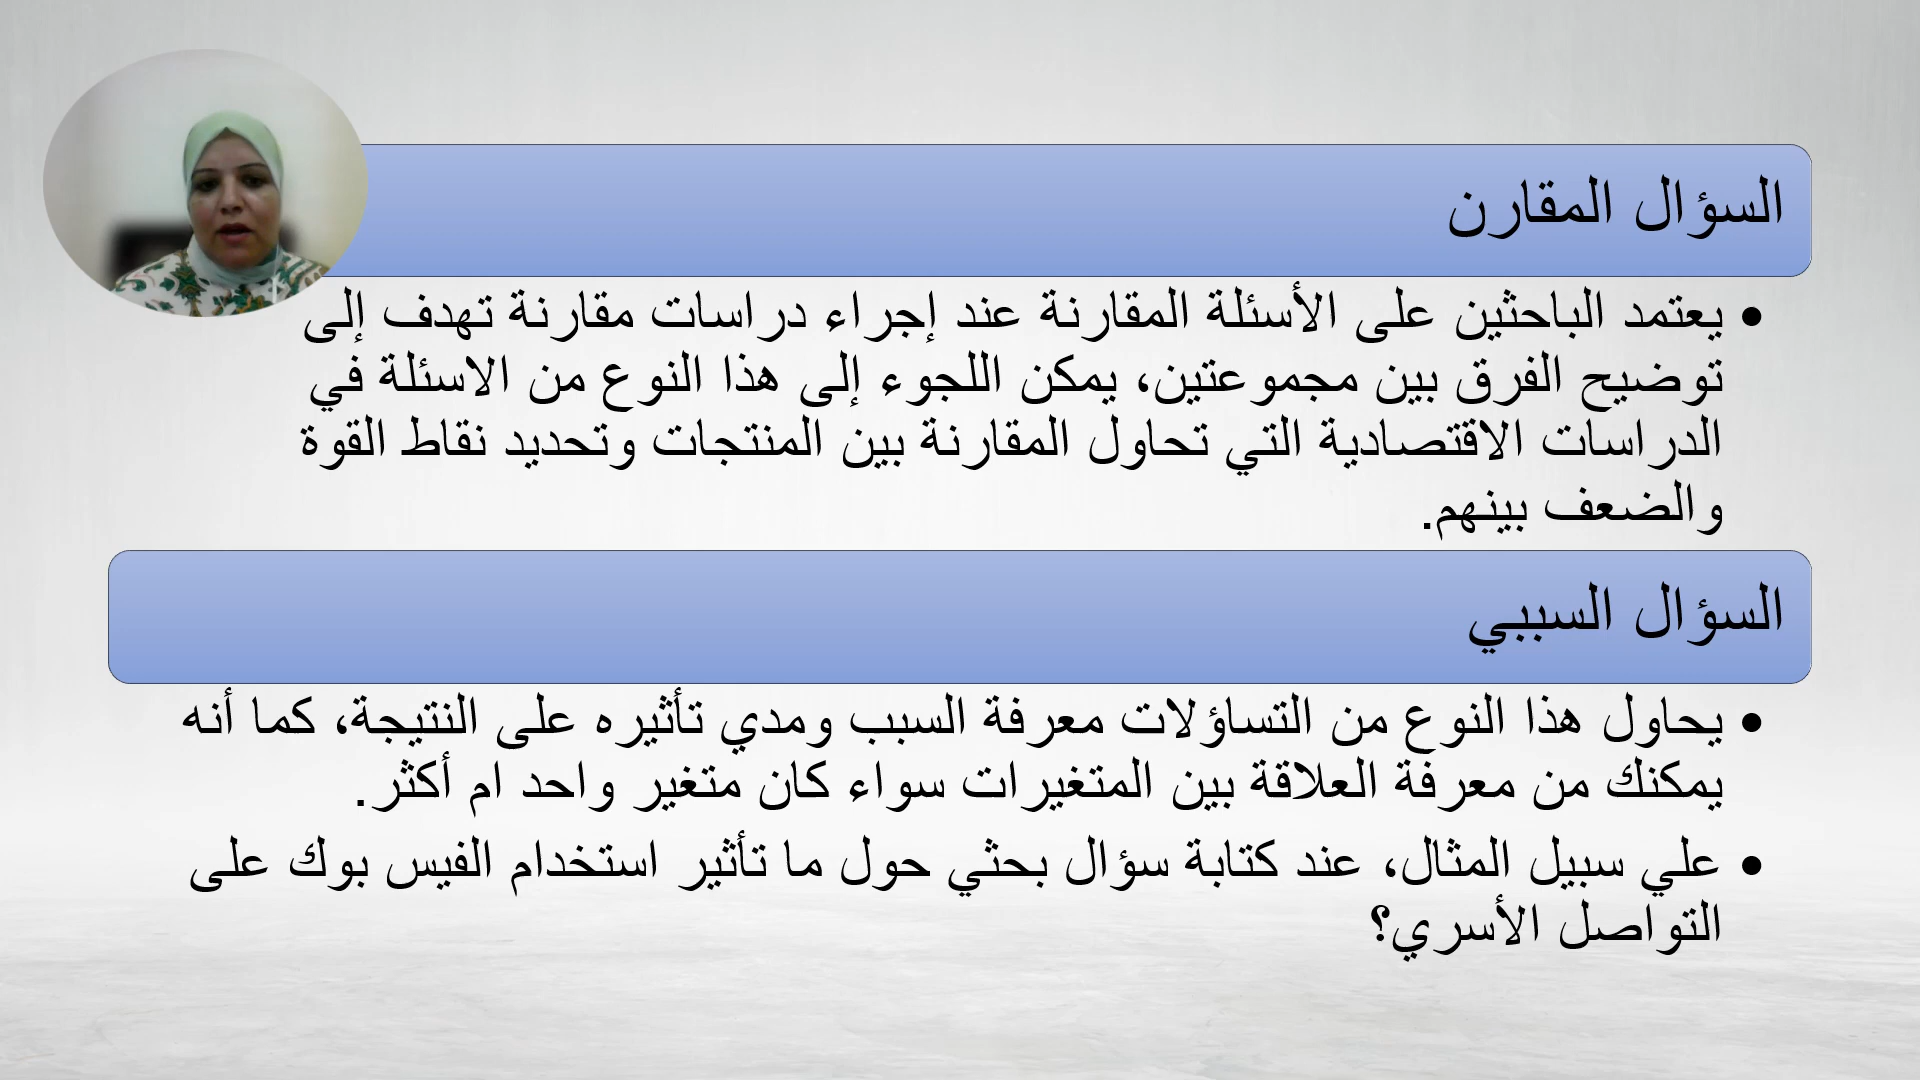 السؤال المقارن
• يعتمد الباحثين على الأسئلة المقارنة عند إجراء دراسات مقارنة تهدف إلى
توضيح الفرق بين مجموعتين، يمكن اللجوء إلى هذا النوع من الاسئلة في
الدراسات الاقتصادية التي تحاول المقارنة بين المنتجات وتحديد نقاط القوة
والضعف بينهم.
السؤال السببي
• يحاول هذا النوع من التساؤلات معرفة السبب ومدي تأثيره على النتيجة، كما أنه
يمكنك من معرفة العلاقة بين المتغيرات سواء كان متغير واحد ام أكثر.
• علي سبيل المثال، عند كتابة سؤال بحثي حول ما تأثير استخدام الفيس بوك على
التواصل الأسري؟